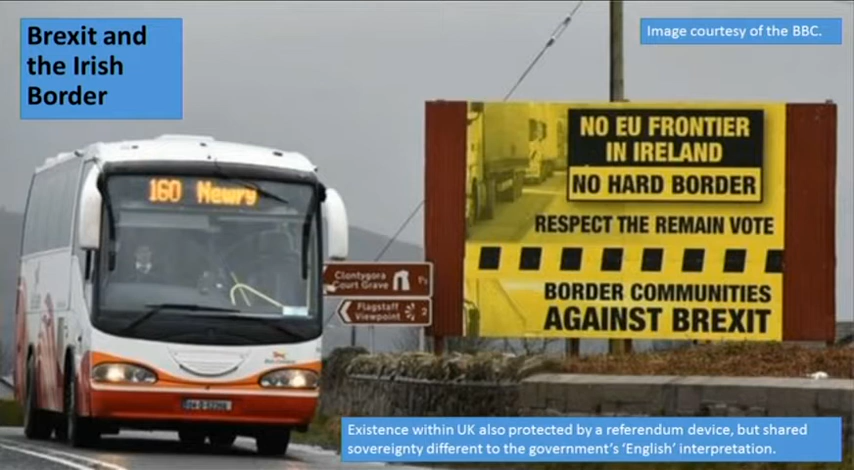 Brexit and
the Irish
Border
Image courtesy of the BBC.
160 Newry
NO EU FRONTIER
IN IRELAND
NO HARD BORDER
RESPECT THE REMAIN VOTE
BORDER COMMUNITIES
AGAINST BREXIT
Clontygora
Court Grave
Flagstaff
Viewpoint 2
Existence within UK also protected by a referendum device, but shared
sovereignty different to the government's 'English' interpretation.